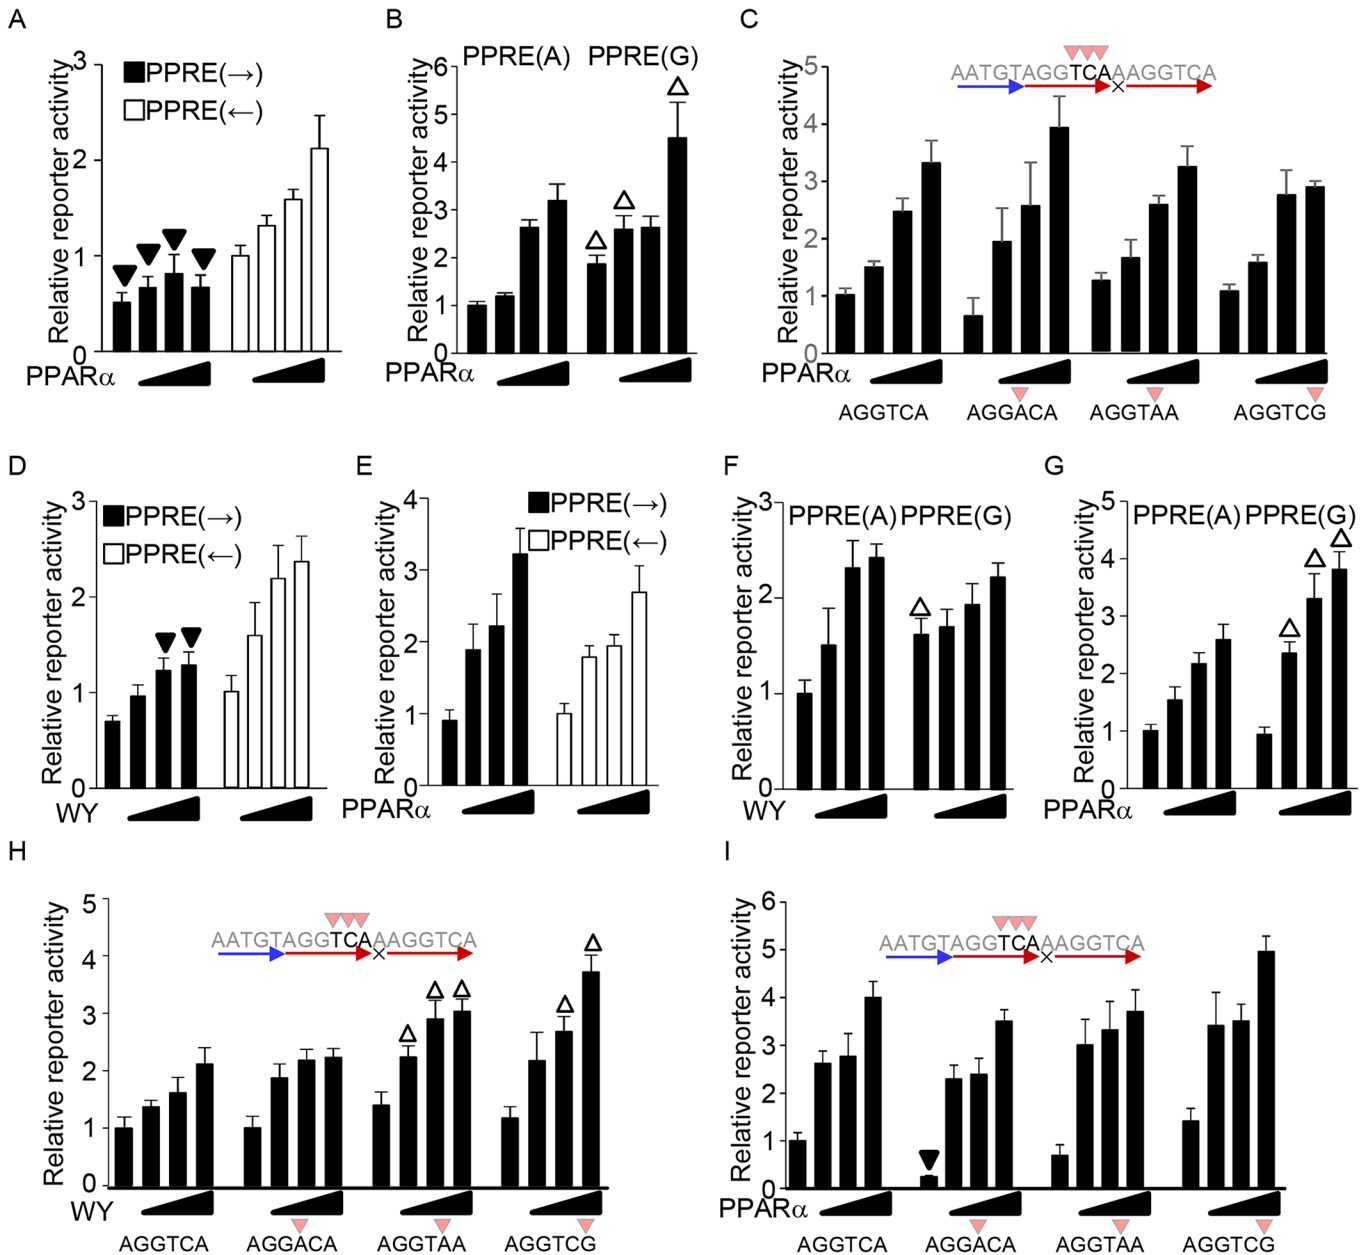 A
Relative reporter activity
3
2
1
0
PPRE(→)
PPRE(←)
PPARα
B
Relative reporter activity
6
5
4
3
2
1
0
PPRE(A) PPRE(G)
PPARα
C
Relative reporter activity
5
4
3
2
1
0
AATGTAGGTCAAAGGTCA
×
PPARα
AGGTCA AGGACA AGGTAA AGGTCG
D
Relative reporter activity
3
2
1
0
PPRE(→)
PPRE(←)
WY
E
Relative reporter activity
4
3
2
1
0
PPRE(→)
PPRE(←)
PPARα
F
Relative reporter activity
3
2
1
0
PPRE(A) PPRE(G)
WY
G
Relative reporter activity
5
4
3
2
1
0
PPRE(A) PPRE(G)
PPARα
H
Relative reporter activity
5
4
3
2
1
0
AATGTAGGTCAAAGGTCA
×
WY
AGGTCA AGGACA AGGTAA AGGTCG
I
Relative reporter activity
6
5
4
3
2
1
0
AATGTAGGTCAAAGGTCA
×
PPARα
AGGTCA AGGACA AGGTAA AGGTCG